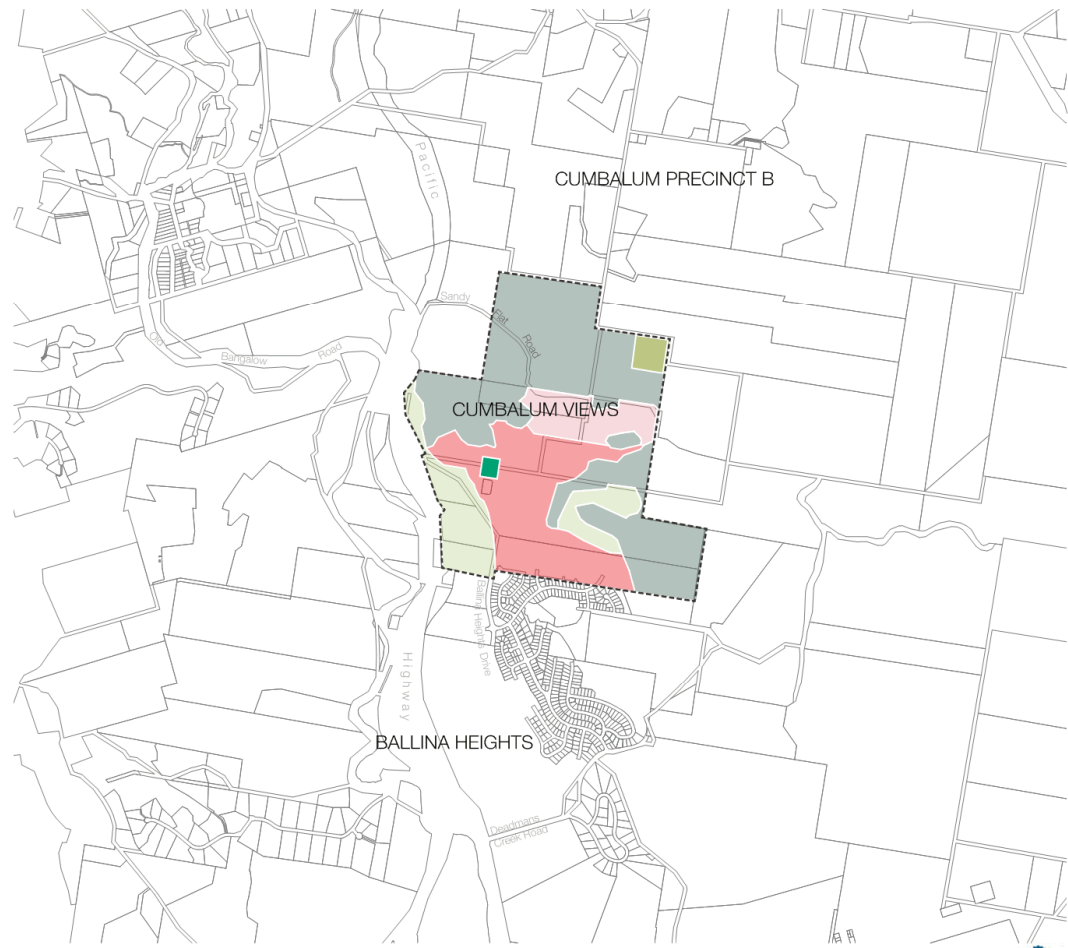 Pacific
CUMBALUM PRECINCT B
Sandy
Flat
Road
Old
Bangalow
Road
CUMBALUM VIEWS
Ballina Heights Drive
Highway
BALLINA HEIGHTS
Deadmans
Creek Road